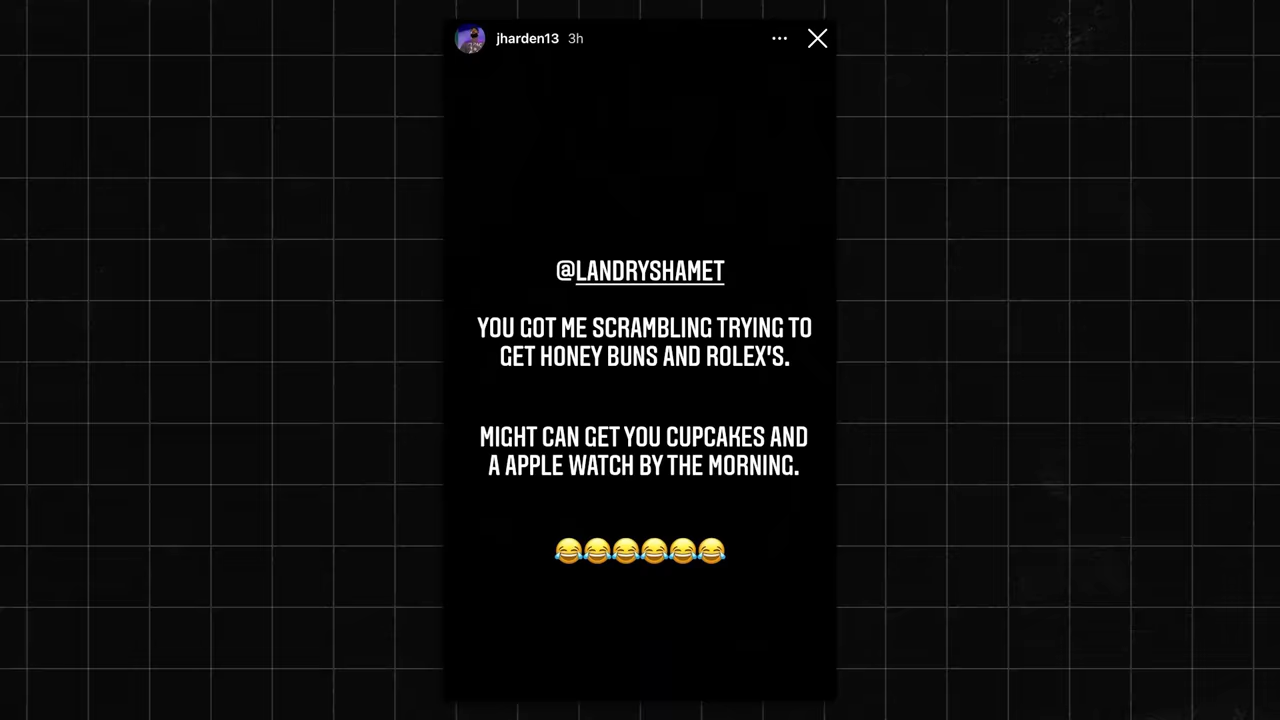 jharden13 3h
@LANDRYSHAMET
YOU GOT ME SCRAMBLING TRYING TO
GET HONEY BUNS AND ROLEX'S.
MIGHT CAN GET YOU CUPCAKES AND
A APPLE WATCH BY THE MORNING.
😂😂😂😂😂😂